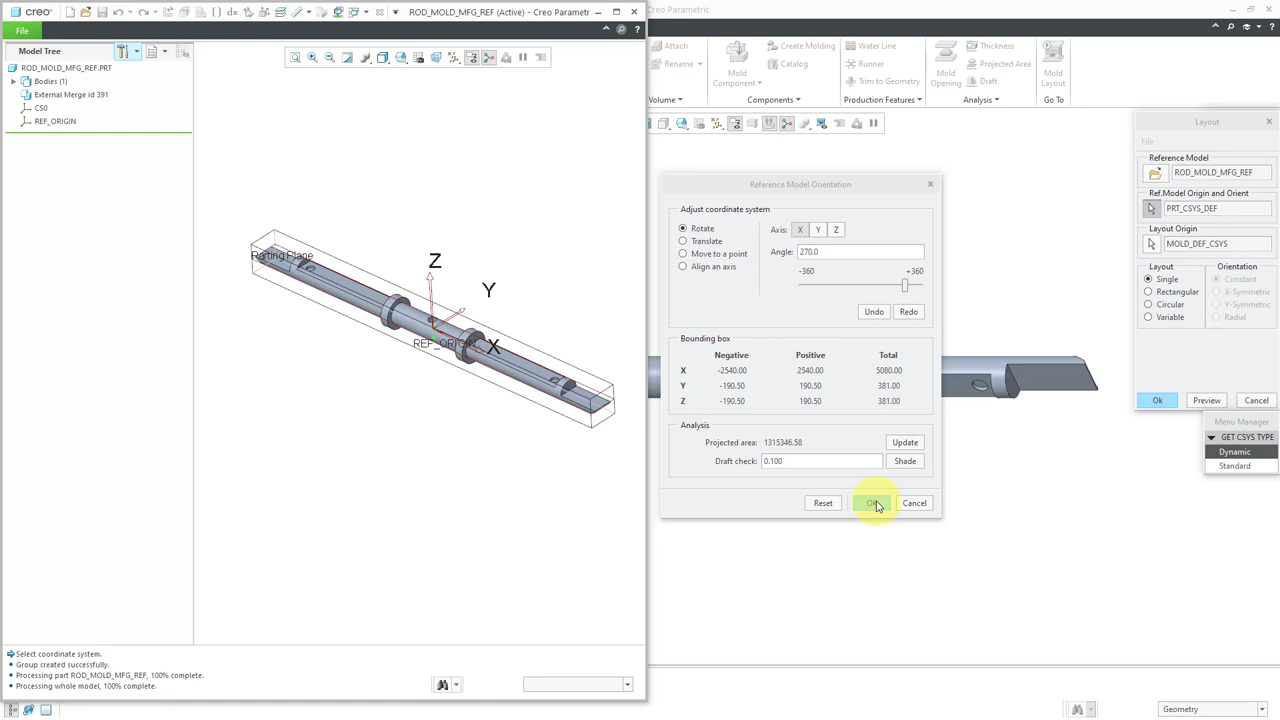 creo
ROD_MOLD_MFG_REF (Active) - Creo Parametr
Creo Parametric
File
Model Tree
ROD_MOLD_MFG_REF.PRT
Bodies (1)
External Merge id 391
CS0
REF_ORIGIN
Parting Plane
Z
Y
X
REF_ORIGIN
Select coordinate system.
Group created successfully.
Processing part ROD_MOLD_MFG_REF, 100% complete.
Processing whole model, 100% complete.
Attach
Rename
Volume
Mold
Component
Create Molding
Catalog
Components
Water Line
Runner
Trim to Geometry
Production Features
Mold
Opening
Thickness
Projected Area
Draft
Analysis
Mold
Layout
Go To
Reference Model Orientation
Adjust coordinate system
Rotate
Translate
Move to a point
Align an axis
Axis: X Y Z
Angle: 270.0
-360 +360
Undo Redo
Bounding box
Negative Positive Total
X -2540.00 2540.00 5080.00
Y -190.50 190.50 381.00
Z -190.50 190.50 381.00
Analysis
Projected area: 1315346.58 Update
Draft check: 0.100 Shade
Reset OK Cancel
Layout
File
Reference Model
ROD_MOLD_MFG_REF
Ref.Model Origin and Orient
PRT_CSYS_DEF
Layout Origin
MOLD_DEF_CSYS
Layout Orientation
Single Constant
Rectangular X-Symmetric
Circular Y-Symmetric
Variable Radial
Ok Preview Cancel
Menu Manager
GET CSYS TYPE
Dynamic
Standard
Geometry